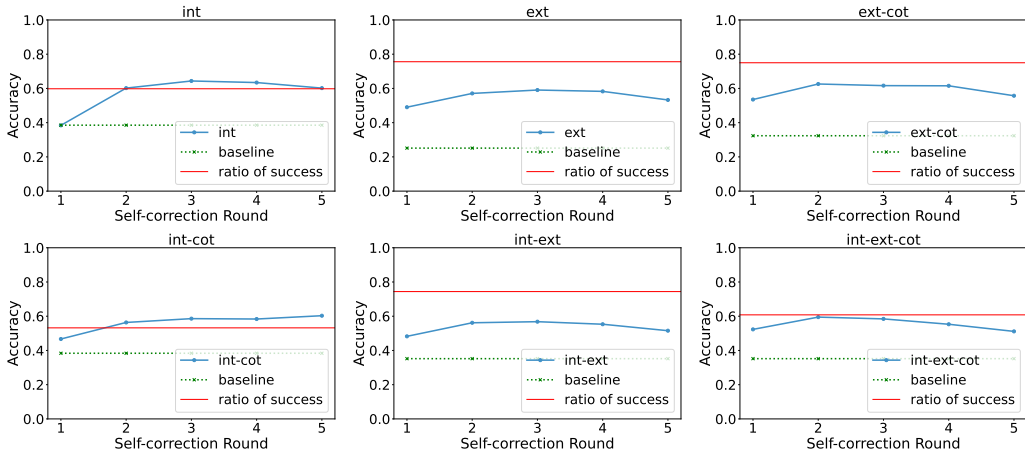 int
1.0
0.8
0.6
0.4
0.2
0.0
Accuracy
int
baseline
ratio of success
1 2 3 4 5
Self-correction Round
ext
1.0
0.8
0.6
0.4
0.2
0.0
Accuracy
ext
baseline
ratio of success
1 2 3 4 5
Self-correction Round
ext-cot
1.0
0.8
0.6
0.4
0.2
0.0
Accuracy
ext-cot
baseline
ratio of success
1 2 3 4 5
Self-correction Round
int-cot
1.0
0.8
0.6
0.4
0.2
0.0
Accuracy
int-cot
baseline
ratio of success
1 2 3 4 5
Self-correction Round
int-ext
1.0
0.8
0.6
0.4
0.2
0.0
Accuracy
int-ext
baseline
ratio of success
1 2 3 4 5
Self-correction Round
int-ext-cot
1.0
0.8
0.6
0.4
0.2
0.0
Accuracy
int-ext-cot
baseline
ratio of success
1 2 3 4 5
Self-correction Round